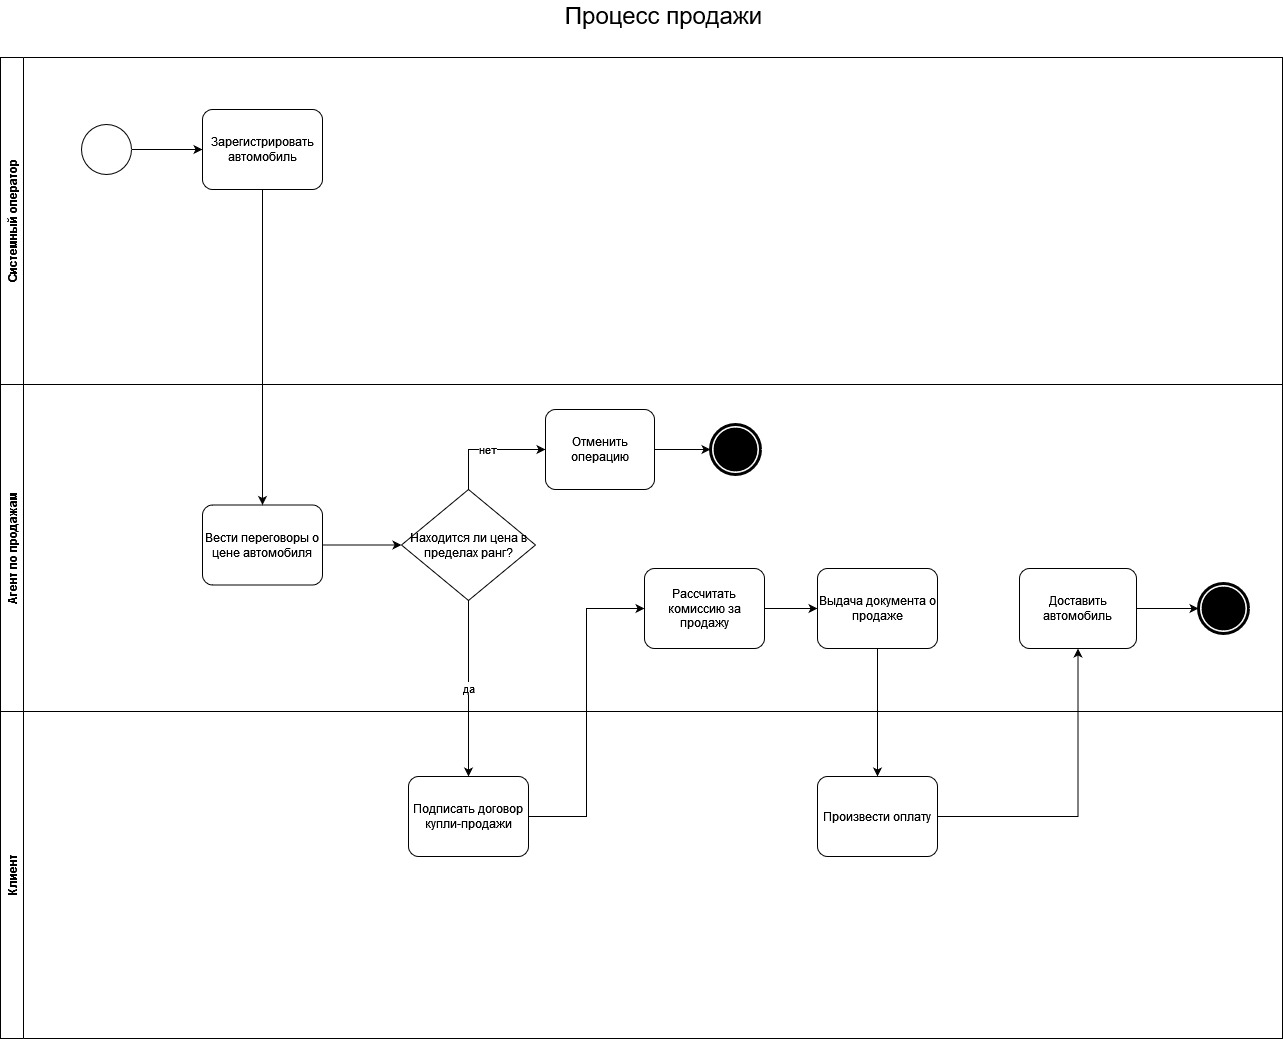 Процесс продажи
Системный оператор
Зарегистрировать
автомобиль
Агент по продажам
Отменить
операцию
нет
Вести переговоры о
цене автомобиля
Находится ли цена в
пределах ранг?
Рассчитать
комиссию за
продажу
Выдача документа о
продаже
Доставить
автомобиль
да
Клиент
Подписать договор
купли-продажи
Произвести оплату